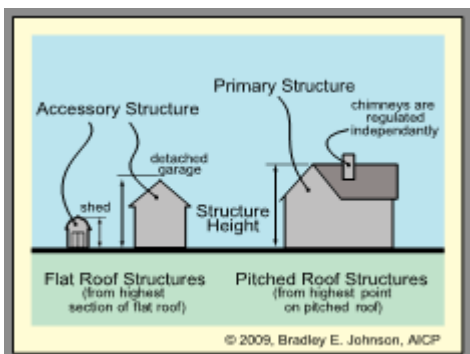 Primary Structure
Accessory Structure
chimneys are
regulated
independantly
detached
garage
shed
Structure
Height
Flat Roof Structures
(from highest
section of flat roof)
Pitched Roof Structures
(from highest point
on pitched roof)
© 2009, Bradley E. Johnson, AICP